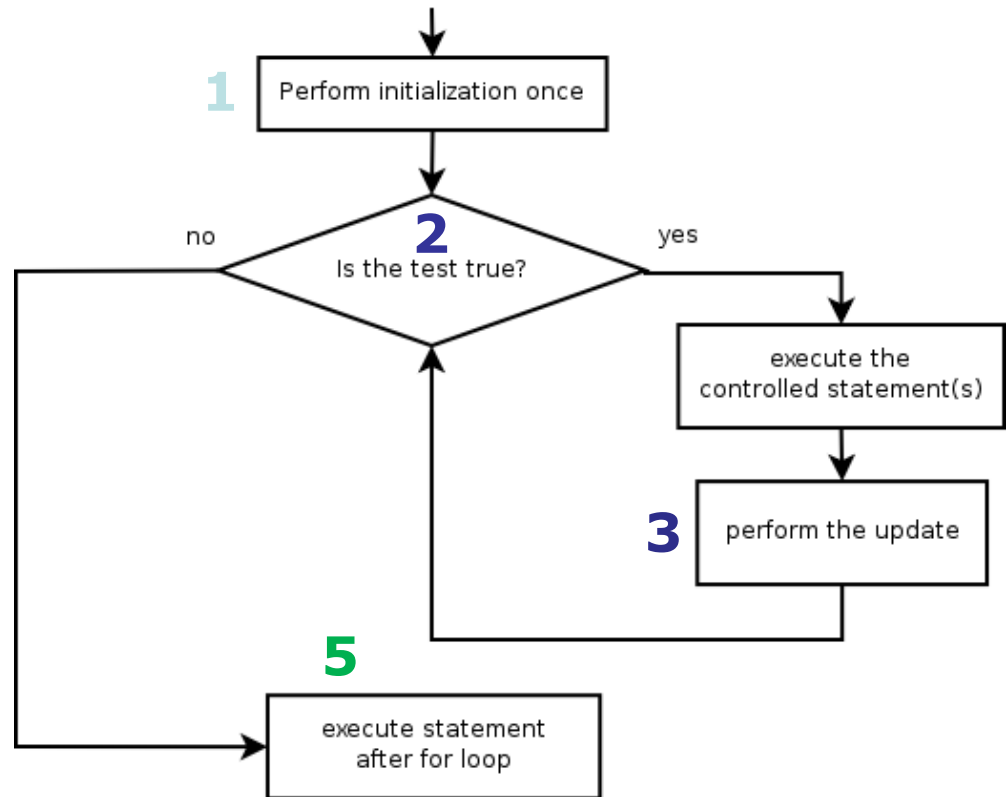 1
Perform initialization once
2
no
yes
Is the test true?
execute the
controlled statement(s)
3
perform the update
5
execute statement
after for loop